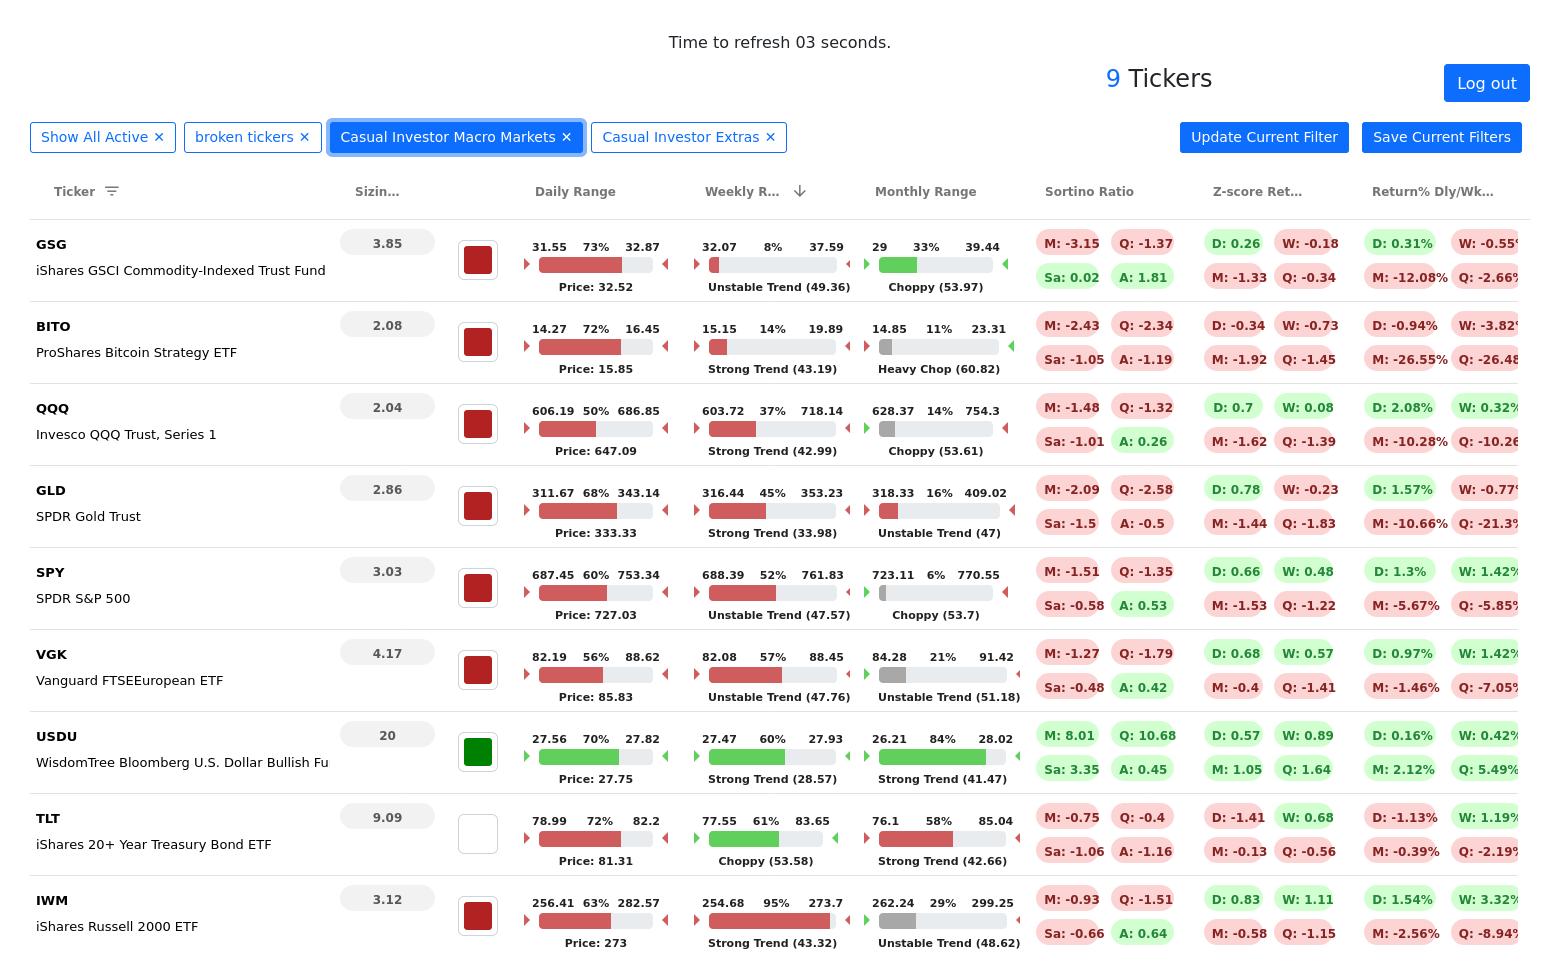 Time to refresh 03 seconds.
9 Tickers
Log out
Show All Active ✕ broken tickers ✕ Casual Investor Macro Markets ✕ Casual Investor Extras ✕ Update Current Filter Save Current Filters
Ticker Sizin... Daily Range Weekly R... Monthly Range Sortino Ratio Z-score Ret... Return% Dly/Wk...
GSG 3.85 31.55 73% 32.87 32.07 8% 37.59 29 33% 39.44 M: -3.15 Q: -1.37 D: 0.26 W: -0.18 D: 0.31% W: -0.55%
iShares GSCI Commodity-Indexed Trust Fund Sa: 0.02 A: 1.81 M: -1.33 Q: -0.34 M: -12.08% Q: -2.66%
Price: 32.52 Unstable Trend (49.36) Choppy (53.97)
BITO 2.08 14.27 72% 16.45 15.15 14% 19.89 14.85 11% 23.31 M: -2.43 Q: -2.34 D: -0.34 W: -0.73 D: -0.94% W: -3.82%
ProShares Bitcoin Strategy ETF Sa: -1.05 A: -1.19 M: -1.92 Q: -1.45 M: -26.55% Q: -26.48
Price: 15.85 Strong Trend (43.19) Heavy Chop (60.82)
QQQ 2.04 606.19 50% 686.85 603.72 37% 718.14 628.37 14% 754.3 M: -1.48 Q: -1.32 D: 0.7 W: 0.08 D: 2.08% W: 0.32%
Invesco QQQ Trust, Series 1 Sa: -1.01 A: 0.26 M: -1.62 Q: -1.39 M: -10.28% Q: -10.26
Price: 647.09 Strong Trend (42.99) Choppy (53.61)
GLD 2.86 311.67 68% 343.14 316.44 45% 353.23 318.33 16% 409.02 M: -2.09 Q: -2.58 D: 0.78 W: -0.23 D: 1.57% W: -0.77%
SPDR Gold Trust Sa: -1.5 A: -0.5 M: -1.44 Q: -1.83 M: -10.66% Q: -21.3%
Price: 333.33 Strong Trend (33.98) Unstable Trend (47)
SPY 3.03 687.45 60% 753.34 688.39 52% 761.83 723.11 6% 770.55 M: -1.51 Q: -1.35 D: 0.66 W: 0.48 D: 1.3% W: 1.42%
SPDR S&P 500 Sa: -0.58 A: 0.53 M: -1.53 Q: -1.22 M: -5.67% Q: -5.85%
Price: 727.03 Unstable Trend (47.57) Choppy (53.7)
VGK 4.17 82.19 56% 88.62 82.08 57% 88.45 84.28 21% 91.42 M: -1.27 Q: -1.79 D: 0.68 W: 0.57 D: 0.97% W: 1.42%
Vanguard FTSEEuropean ETF Sa: -0.48 A: 0.42 M: -0.4 Q: -1.41 M: -1.46% Q: -7.05%
Price: 85.83 Unstable Trend (47.76) Unstable Trend (51.18)
USDU 20 27.56 70% 27.82 27.47 60% 27.93 26.21 84% 28.02 M: 8.01 Q: 10.68 D: 0.57 W: 0.89 D: 0.16% W: 0.42%
WisdomTree Bloomberg U.S. Dollar Bullish Fu Sa: 3.35 A: 0.45 M: 1.05 Q: 1.64 M: 2.12% Q: 5.49%
Price: 27.75 Strong Trend (28.57) Strong Trend (41.47)
TLT 9.09 78.99 72% 82.2 77.55 61% 83.65 76.1 58% 85.04 M: -0.75 Q: -0.4 D: -1.41 W: 0.68 D: -1.13% W: 1.19%
iShares 20+ Year Treasury Bond ETF Sa: -1.06 A: -1.16 M: -0.13 Q: -0.56 M: -0.39% Q: -2.19%
Price: 81.31 Choppy (53.58) Strong Trend (42.66)
IWM 3.12 256.41 63% 282.57 254.68 95% 273.7 262.24 29% 299.25 M: -0.93 Q: -1.51 D: 0.83 W: 1.11 D: 1.54% W: 3.32%
iShares Russell 2000 ETF Sa: -0.66 A: 0.64 M: -0.58 Q: -1.15 M: -2.56% Q: -8.94%
Price: 273 Strong Trend (43.32) Unstable Trend (48.62)